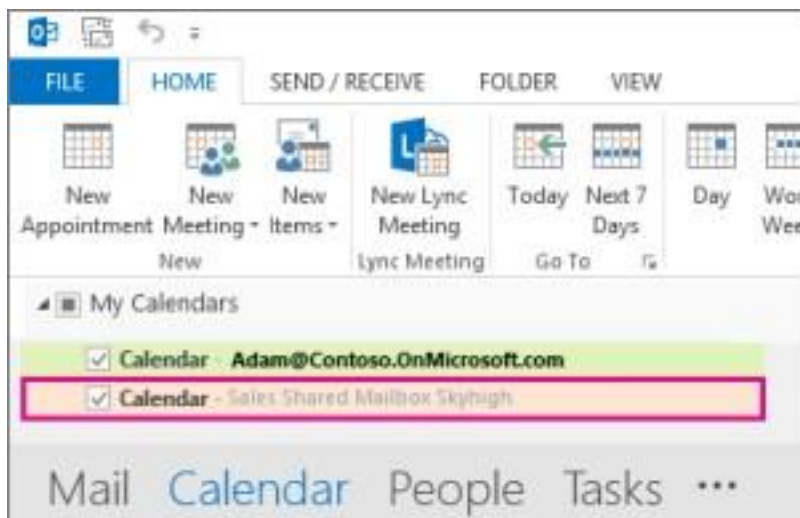 FILE HOME SEND / RECEIVE FOLDER VIEW
New Appointment
New Meeting
New Items
New Lync Meeting
Today
Next 7 Days
Day
New
Lync Meeting
Go To
My Calendars
Calendar - Adam@Contoso.OnMicrosoft.com
Calendar - Sales Shared Mailbox Skyhigh
Mail Calendar People Tasks •••